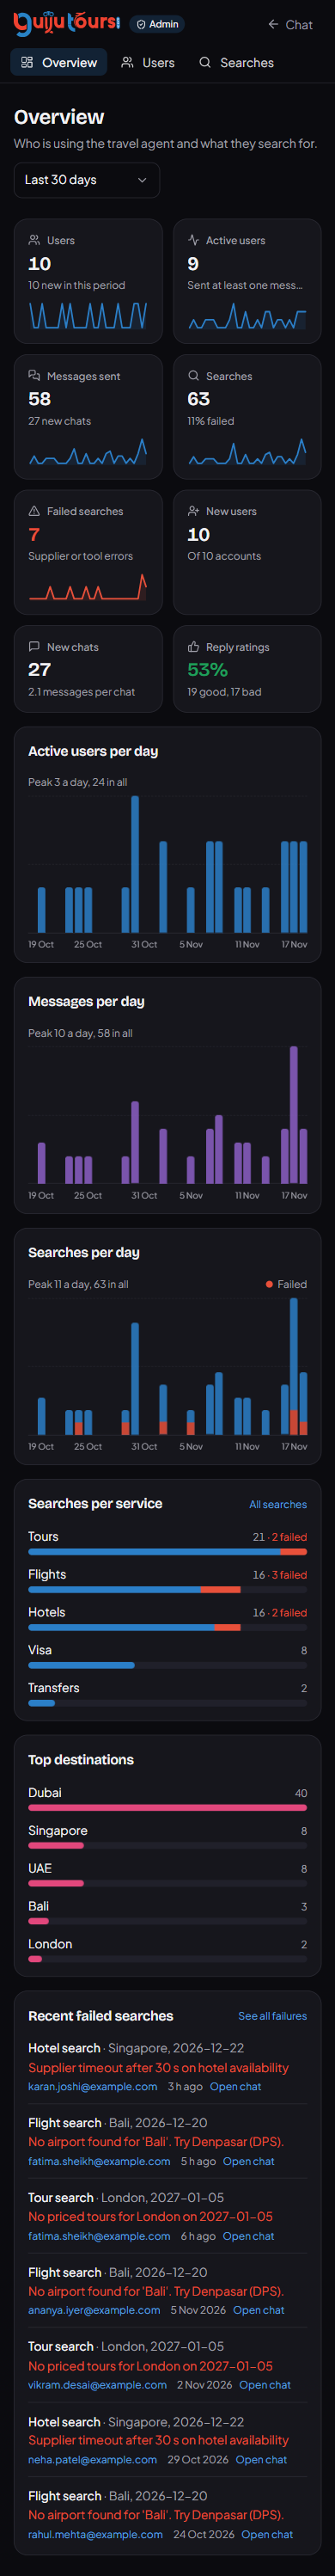 gujju tours!
Admin
Chat
Overview
Users
Searches
Overview
Who is using the travel agent and what they search for.
Last 30 days
Users
10
10 new in this period
Active users
9
Sent at least one mess...
Messages sent
58
27 new chats
Searches
63
11% failed
Failed searches
7
Supplier or tool errors
New users
10
Of 10 accounts
New chats
27
2.1 messages per chat
Reply ratings
53%
19 good, 17 bad
Active users per day
Peak 3 a day, 24 in all
19 Oct 25 Oct 31 Oct 5 Nov 11 Nov 17 Nov
Messages per day
Peak 10 a day, 58 in all
19 Oct 25 Oct 31 Oct 5 Nov 11 Nov 17 Nov
Searches per day
Peak 11 a day, 63 in all Failed
19 Oct 25 Oct 31 Oct 5 Nov 11 Nov 17 Nov
Searches per service All searches
Tours 21 · 2 failed
Flights 16 · 3 failed
Hotels 16 · 2 failed
Visa 8
Transfers 2
Top destinations
Dubai 40
Singapore 8
UAE 8
Bali 3
London 2
Recent failed searches See all failures
Hotel search · Singapore, 2026-12-22
Supplier timeout after 30 s on hotel availability
karan.joshi@example.com 3 h ago Open chat
Flight search · Bali, 2026-12-20
No airport found for 'Bali'. Try Denpasar (DPS).
fatima.sheikh@example.com 5 h ago Open chat
Tour search · London, 2027-01-05
No priced tours for London on 2027-01-05
fatima.sheikh@example.com 6 h ago Open chat
Flight search · Bali, 2026-12-20
No airport found for 'Bali'. Try Denpasar (DPS).
ananya.iyer@example.com 5 Nov 2026 Open chat
Tour search · London, 2027-01-05
No priced tours for London on 2027-01-05
vikram.desai@example.com 2 Nov 2026 Open chat
Hotel search · Singapore, 2026-12-22
Supplier timeout after 30 s on hotel availability
neha.patel@example.com 29 Oct 2026 Open chat
Flight search · Bali, 2026-12-20
No airport found for 'Bali'. Try Denpasar (DPS).
rahul.mehta@example.com 24 Oct 2026 Open chat